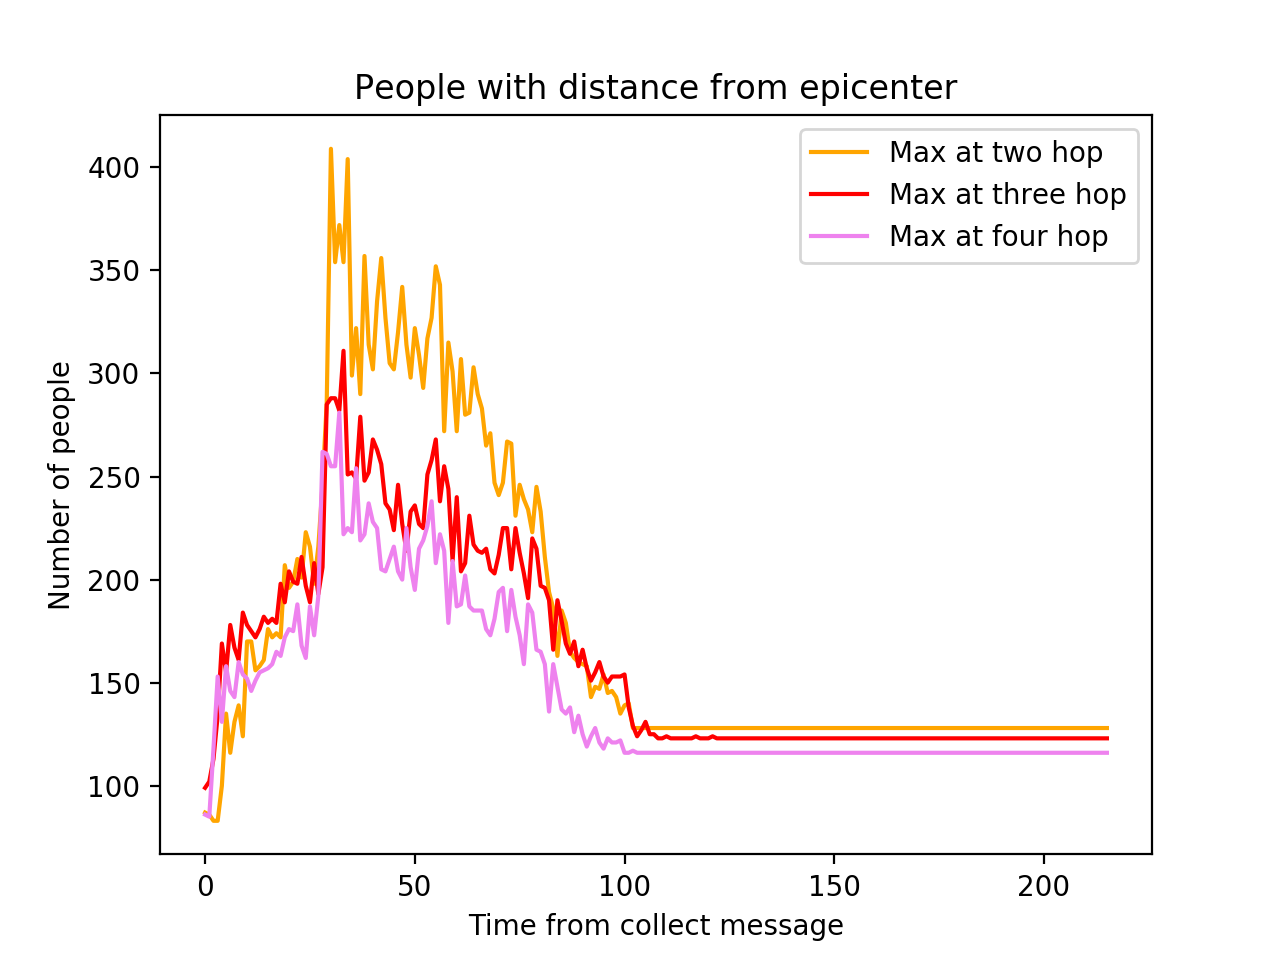 People with distance from epicenter
Max at two hop
Max at three hop
Max at four hop
Number of people
400
350
300
250
200
150
100
0 50 100 150 200
Time from collect message